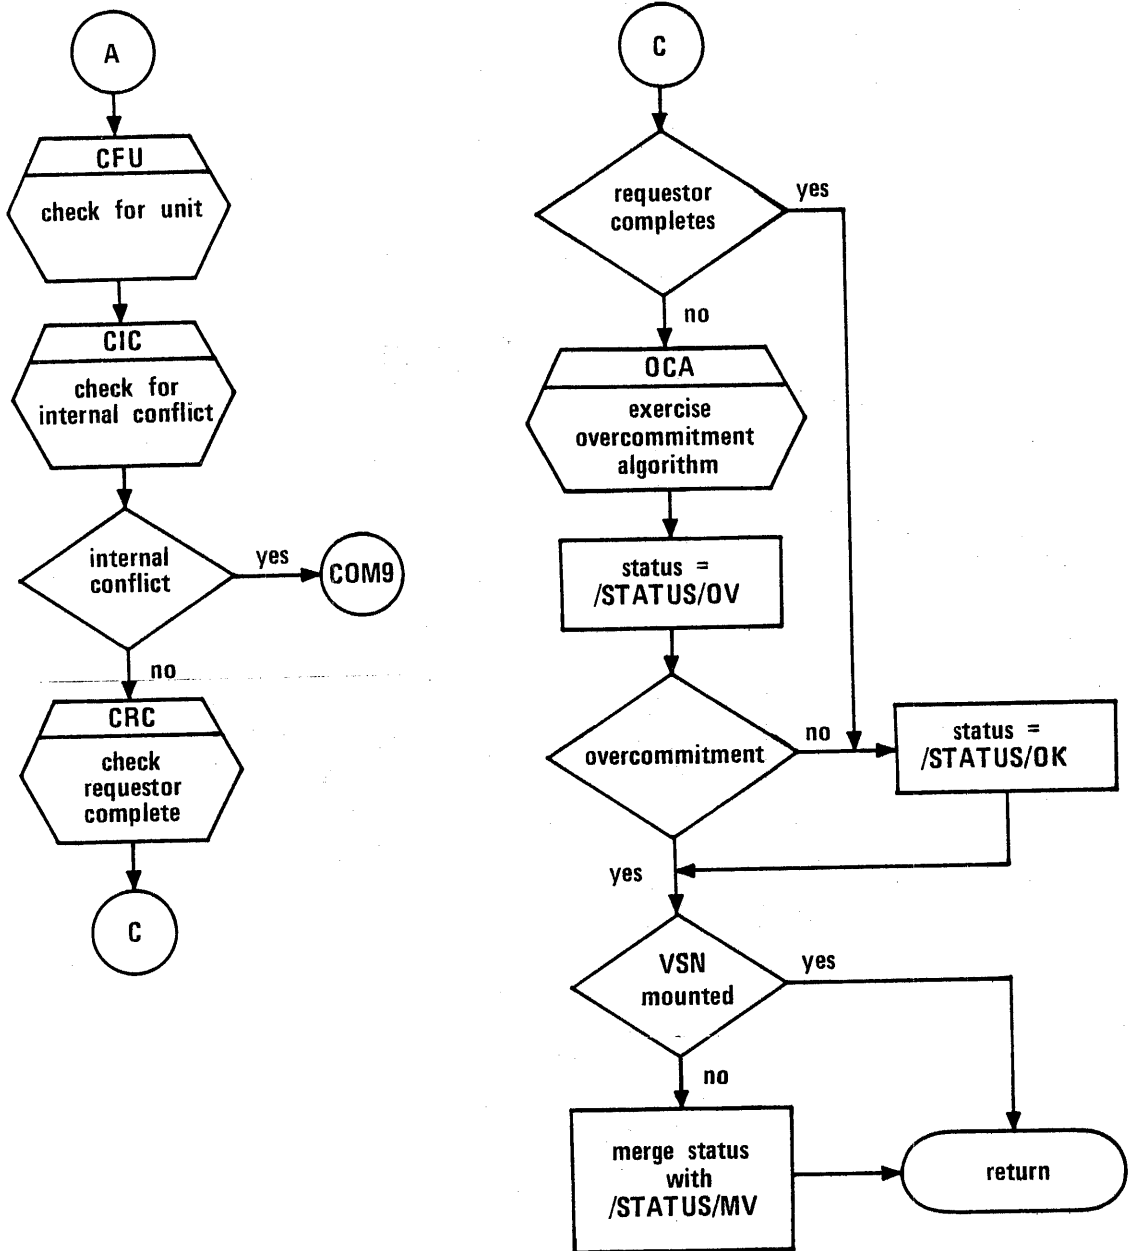 A
CFU
check for unit
CIC
check for
internal conflict
internal
conflict
yes
COM9
no
CRC
check
requestor
complete
C
C
requestor
completes
yes
no
OCA
exercise
overcommitment
algorithm
status =
/STATUS/OV
overcommitment
no
status =
/STATUS/OK
yes
VSN
mounted
yes
no
merge status
with
/STATUS/MV
return